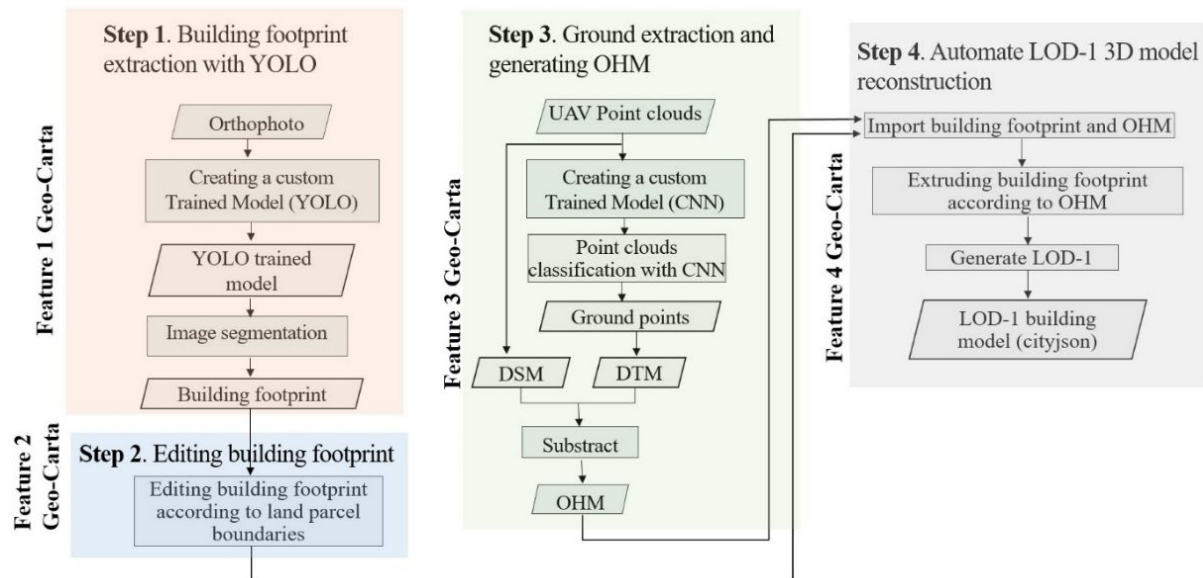 Step 1. Building footprint
extraction with YOLO
Orthophoto
Creating a custom
Trained Model (YOLO)
YOLO trained
model
Image segmentation
Building footprint
Feature 1 Geo-Carta
Step 2. Editing building footprint
Editing building footprint
according to land parcel
boundaries
Feature 2
Geo-Carta
Step 3. Ground extraction and
generating OHM
UAV Point clouds
Creating a custom
Trained Model (CNN)
Point clouds
classification with CNN
Ground points
DSM
DTM
Substract
OHM
Feature 3 Geo-Carta
Step 4. Automate LOD-1 3D model
reconstruction
Import building footprint and OHM
Extruding building footprint
according to OHM
Generate LOD-1
LOD-1 building
model (cityjson)
Feature 4 Geo-Carta